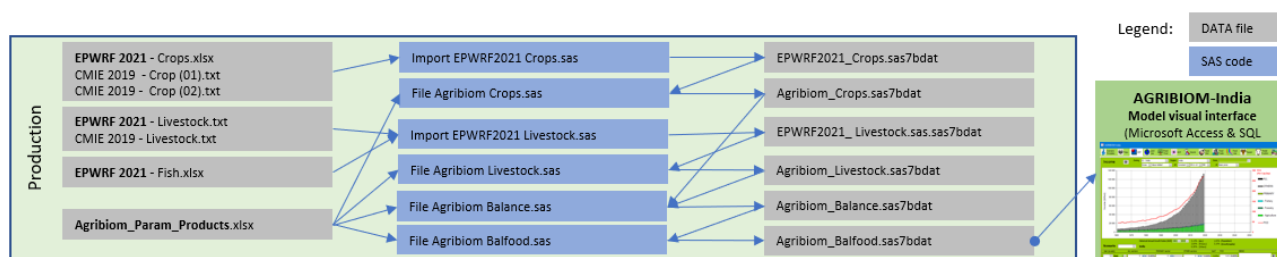 Legend:
DATA file
SAS code
Production
EPWRF 2021 - Crops.xlsx
CMIE 2019 - Crop (01).txt
CMIE 2019 - Crop (02).txt
EPWRF 2021 - Livestock.txt
CMIE 2019 - Livestock.txt
EPWRF 2021 - Fish.xlsx
Agribiom_Param_Products.xlsx
Import EPWRF2021 Crops.sas
File Agribiom Crops.sas
Import EPWRF2021 Livestock.sas
File Agribiom Livestock.sas
File Agribiom Balance.sas
File Agribiom Balfood.sas
EPWRF2021_Crops.sas7bdat
Agribiom_Crops.sas7bdat
EPWRF2021_ Livestock.sas.sas7bdat
Agribiom_Livestock.sas7bdat
Agribiom_Balance.sas7bdat
Agribiom_Balfood.sas7bdat
AGRIBIOM-India
Model visual interface
(Microsoft Access & SQL